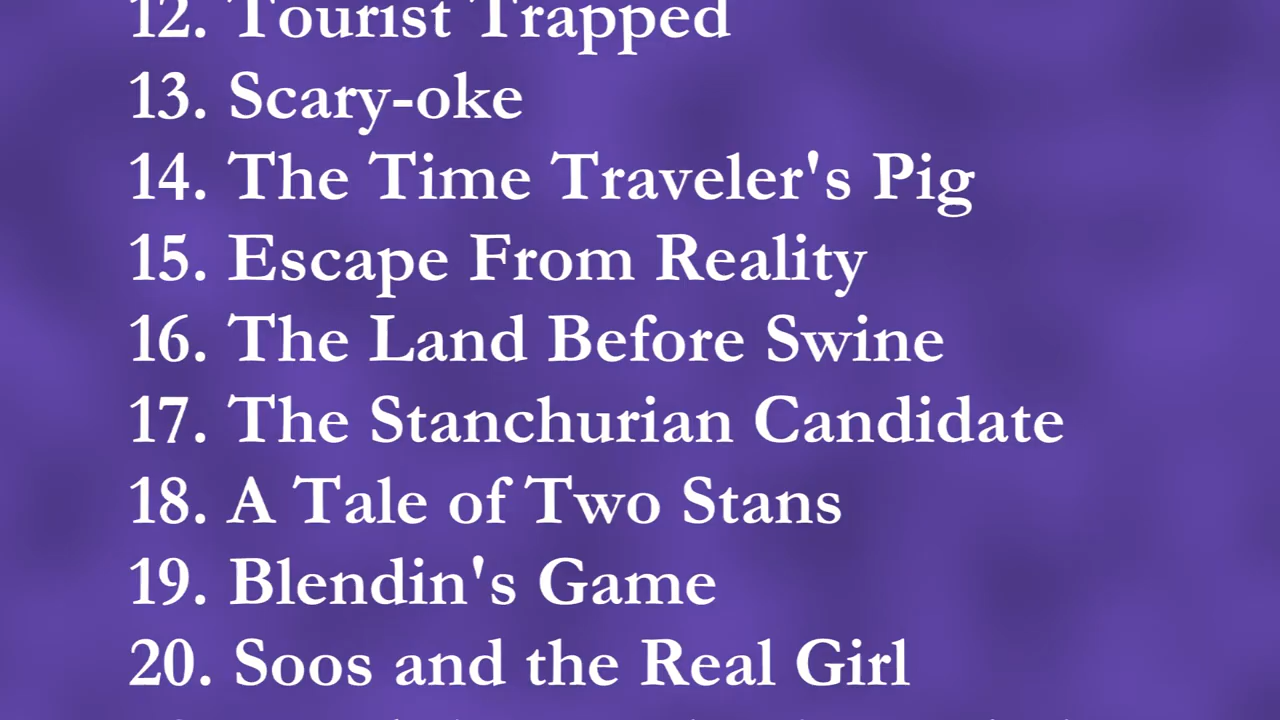 12. Tourist Trapped
13. Scary-oke
14. The Time Traveler's Pig
15. Escape From Reality
16. The Land Before Swine
17. The Stanchurian Candidate
18. A Tale of Two Stans
19. Blendin's Game
20. Soos and the Real Girl